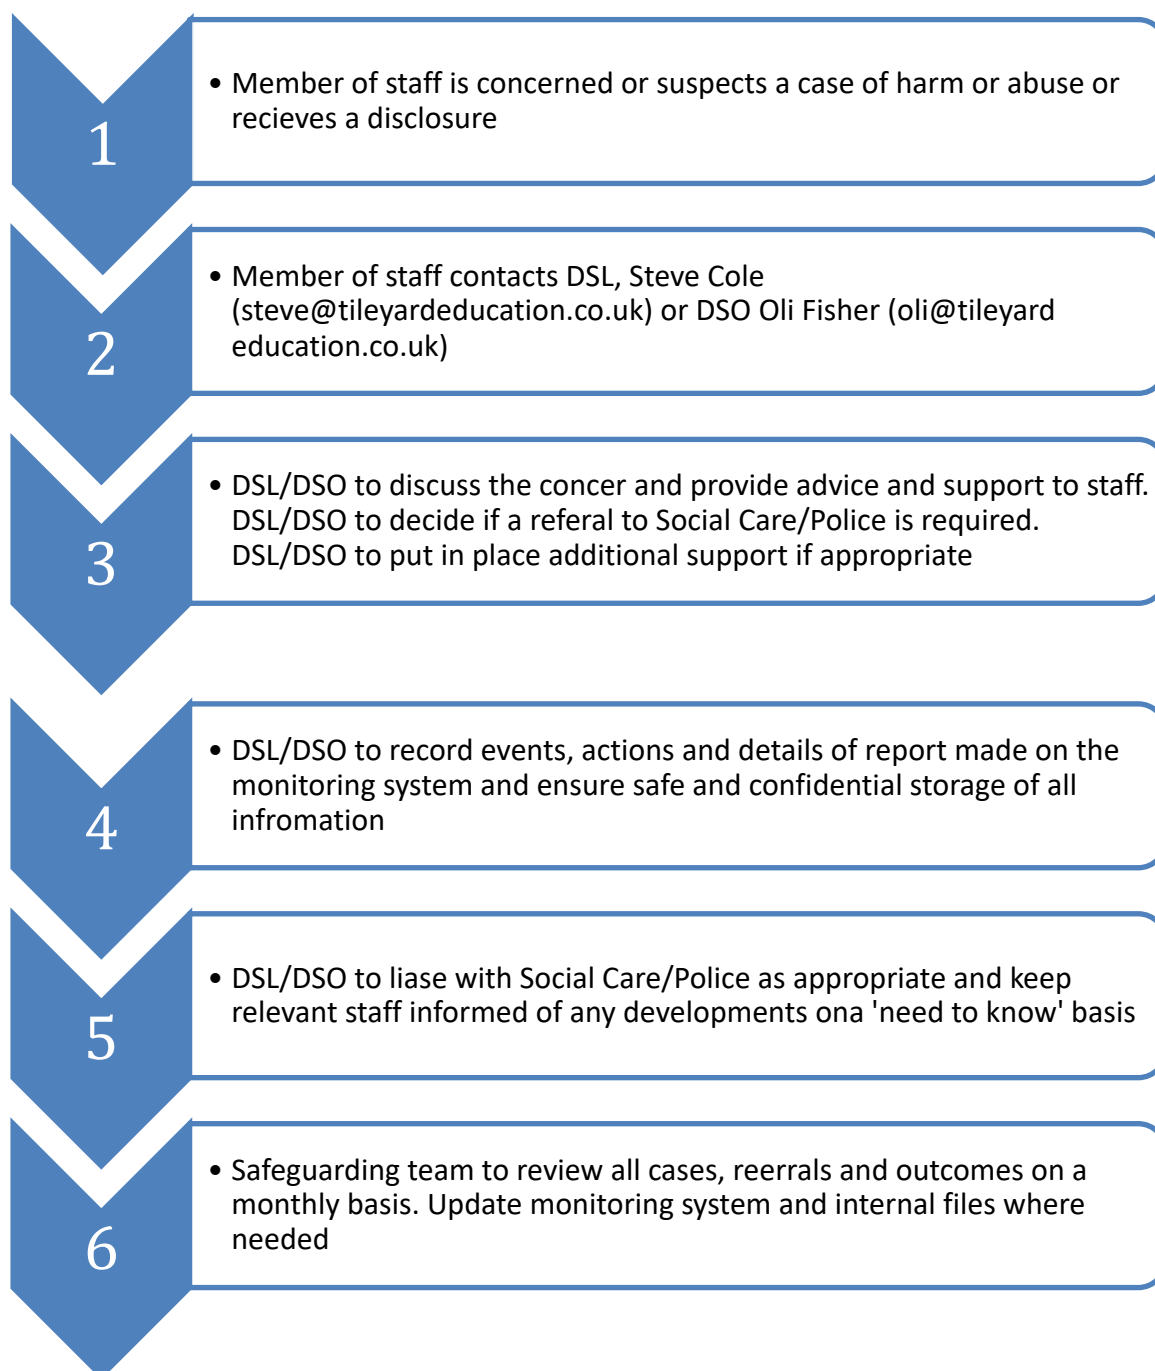 1
• Member of staff is concerned or suspects a case of harm or abuse or
recieves a disclosure
2
• Member of staff contacts DSL, Steve Cole
(steve@tileyardeducation.co.uk) or DSO Oli Fisher (oli@tileyard
education.co.uk)
3
• DSL/DSO to discuss the concer and provide advice and support to staff.
DSL/DSO to decide if a referal to Social Care/Police is required.
DSL/DSO to put in place additional support if appropriate
4
• DSL/DSO to record events, actions and details of report made on the
monitoring system and ensure safe and confidential storage of all
infromation
5
• DSL/DSO to liase with Social Care/Police as appropriate and keep
relevant staff informed of any developments ona 'need to know' basis
6
• Safeguarding team to review all cases, reerrals and outcomes on a
monthly basis. Update monitoring system and internal files where
needed